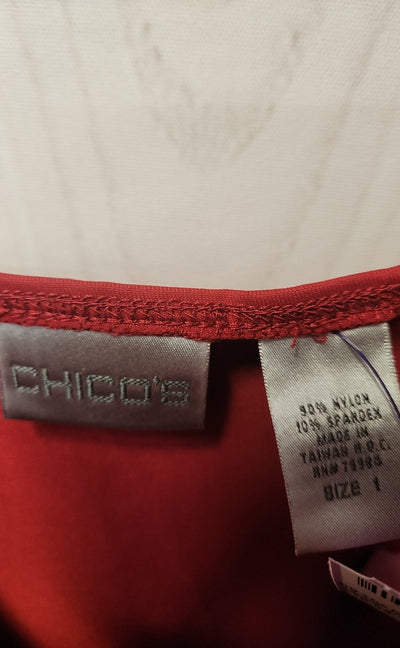 CHICO's
90% NYLON
10% SPANDEX
MADE IN
TAIWAN R.O.C.
SIZE 1